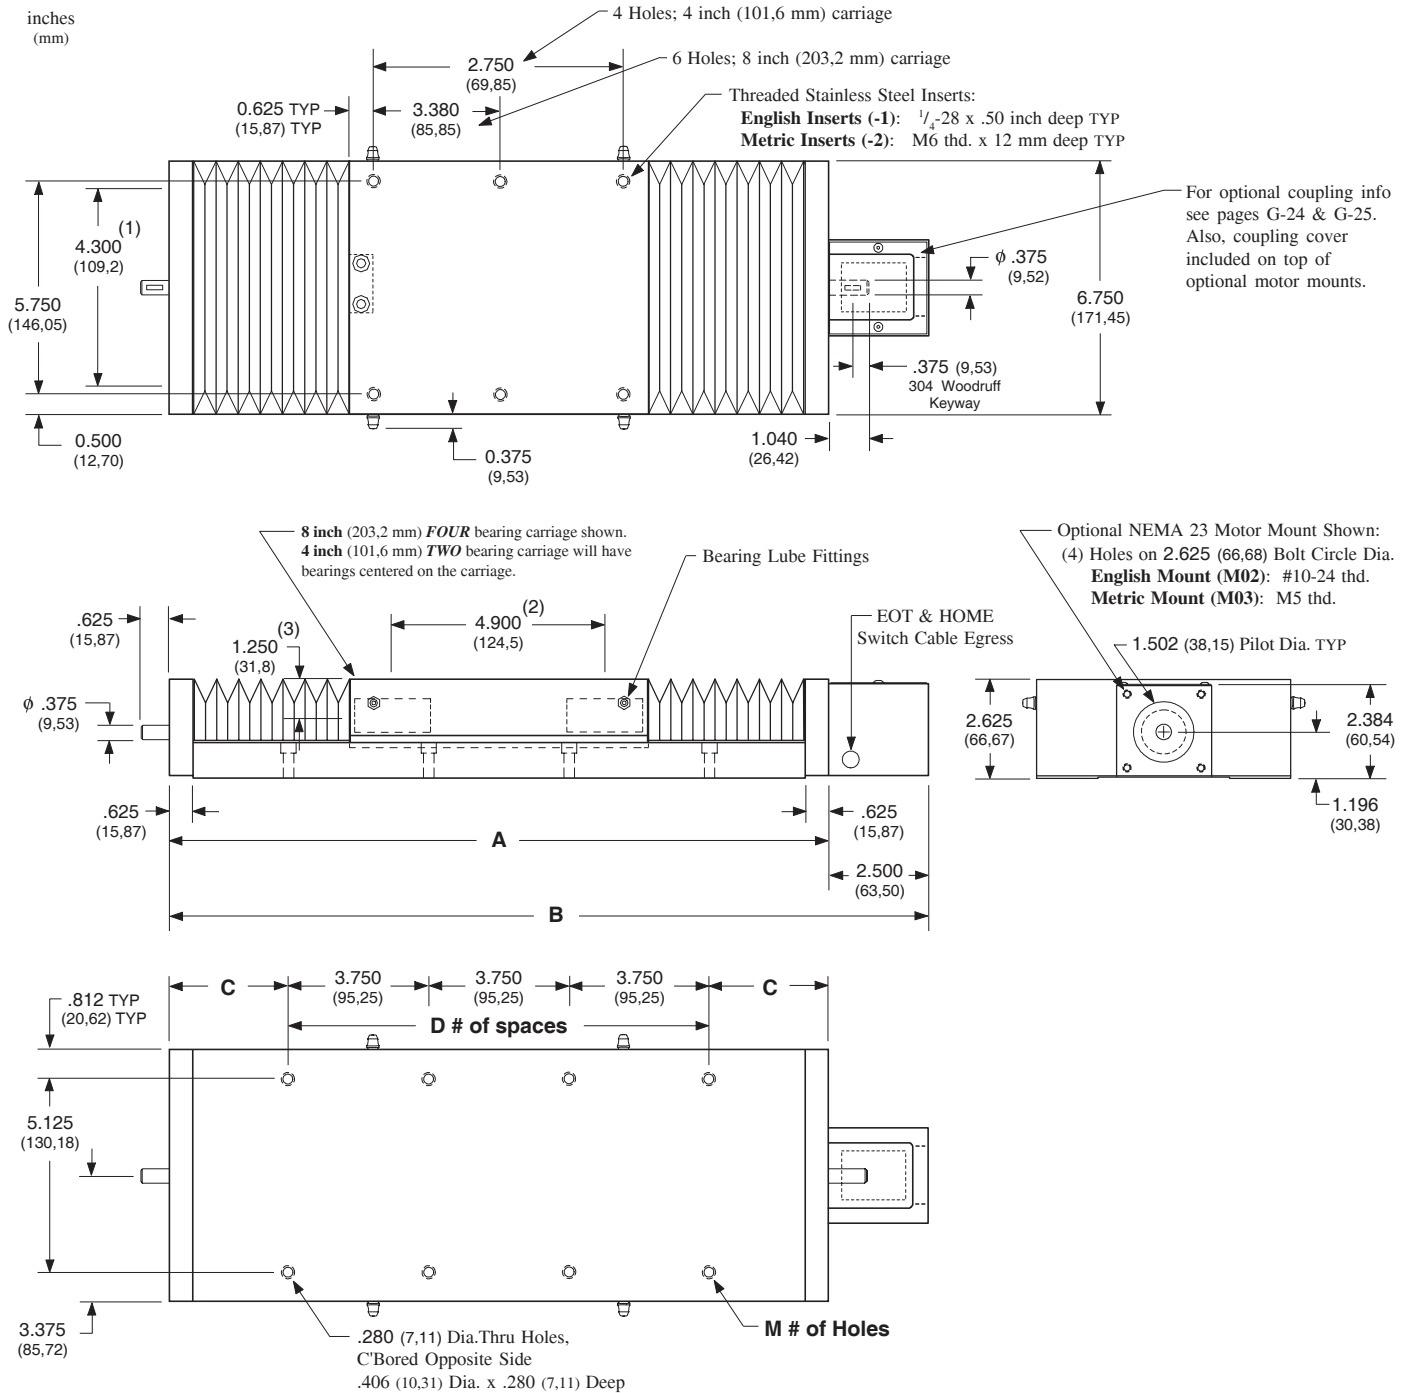 inches
(mm)
4 Holes; 4 inch (101,6 mm) carriage
2.750
(69,85)
6 Holes; 8 inch (203,2 mm) carriage
0.625 TYP
(15,87) TYP
3.380
(85,85)
Threaded Stainless Steel Inserts:
English Inserts (-1): 1/4-28 x .50 inch deep TYP
Metric Inserts (-2): M6 thd. x 12 mm deep TYP
For optional coupling info
see pages G-24 & G-25.
Also, coupling cover
included on top of
optional motor mounts.
4.300 (1)
(109,2)
5.750
(146,05)
ϕ .375
(9,52)
6.750
(171,45)
.375 (9,53)
304 Woodruff
Keyway
0.500
(12,70)
0.375
(9,53)
1.040
(26,42)
8 inch (203,2 mm) FOUR bearing carriage shown.
4 inch (101,6 mm) TWO bearing carriage will have
bearings centered on the carriage.
Bearing Lube Fittings
Optional NEMA 23 Motor Mount Shown:
(4) Holes on 2.625 (66,68) Bolt Circle Dia.
English Mount (M02): #10-24 thd.
Metric Mount (M03): M5 thd.
.625
(15,87)
1.250 (3)
(31,8)
4.900 (2)
(124,5)
EOT & HOME
Switch Cable Egress
1.502 (38,15) Pilot Dia. TYP
ϕ .375
(9,53)
2.625
(66,67)
2.384
(60,54)
1.196
(30,38)
.625
(15,87)
A
.625
(15,87)
2.500
(63,50)
B
.812 TYP
(20,62) TYP
C
3.750
(95,25)
3.750
(95,25)
3.750
(95,25)
C
D # of spaces
5.125
(130,18)
3.375
(85,72)
.280 (7,11) Dia.Thru Holes,
C'Bored Opposite Side
.406 (10,31) Dia. x .280 (7,11) Deep
M # of Holes